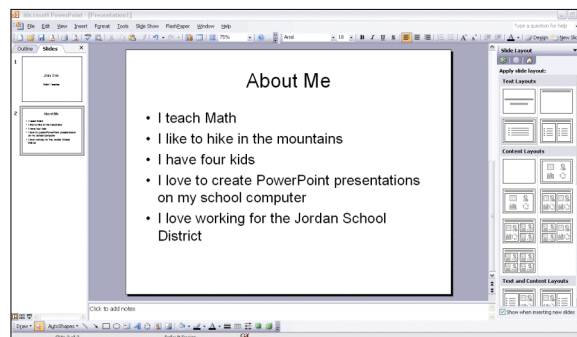 Microsoft PowerPoint - [Presentation1]
File Edit View Insert Format Tools Slide Show FlashPaper Window Help
Type a question for help
75%
Arial
18
Design
New Slide
Outline Slides
Slide Layout
Apply slide layout:
Text Layouts
Content Layouts
Text and Content Layouts
Show when inserting new slides
1
2
About Me
About Me
• I teach Math
• I like to hike in the mountains
• I have four kids
• I love to create PowerPoint presentations
on my school computer
• I love working for the Jordan School
District
Click to add notes
Draw AutoShapes